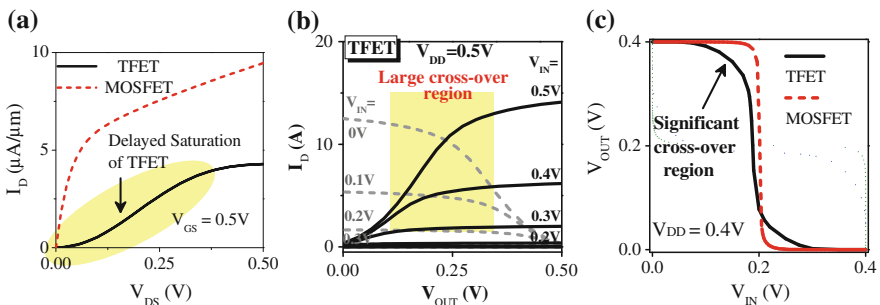 (a)
10
5
0
I_D (µA/µm)
TFET
MOSFET
Delayed Saturation
of TFET
V_GS = 0.5V
0.00
0.25
0.50
V_DS (V)
(b)
20
10
0
I_D (A)
TFET
V_DD=0.5V
Large cross-over
region
V_IN=
0.5V
0.4V
0.3V
0.2V
V_IN=
0V
0.1V
0.2V
0.00
0.25
0.50
V_OUT (V)
(c)
0.4
0.2
0.0
V_OUT (V)
TFET
MOSFET
Significant
cross-over
region
V_DD = 0.4V
0.0
0.2
0.4
V_IN (V)